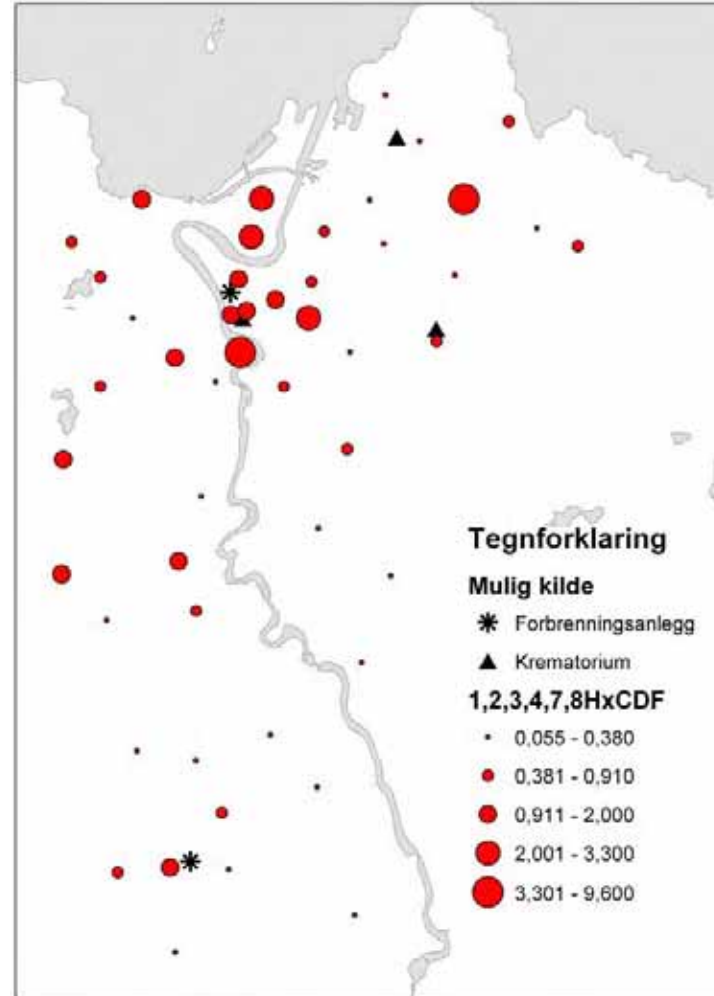 Tegnforklaring
Mulig kilde
Forbrenningsanlegg
Krematorium
1,2,3,4,7,8HxCDF
0,055 - 0,380
0,381 - 0,910
0,911 - 2,000
2,001 - 3,300
3,301 - 9,600